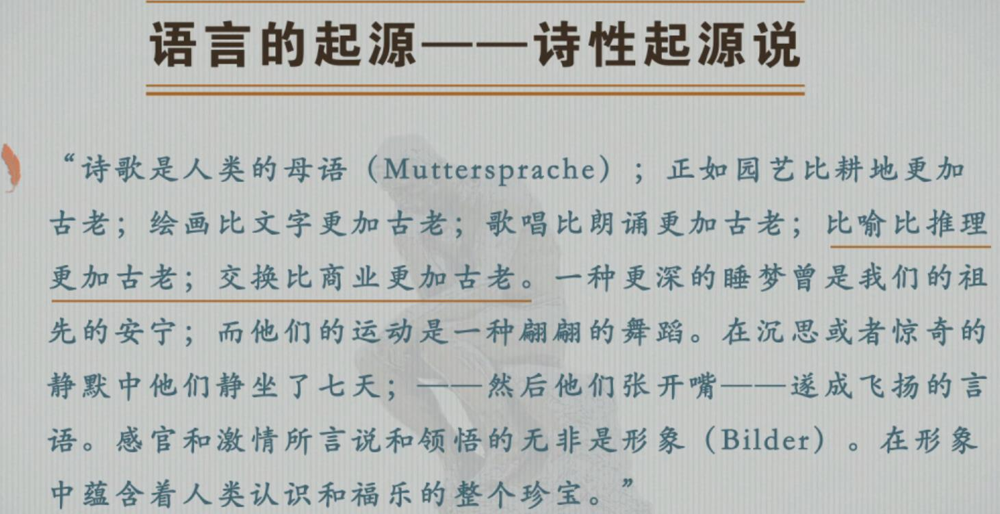 语言的起源——诗性起源说
“诗歌是人类的母语（Muttersprache）；正如园艺比耕地更加
古老；绘画比文字更加古老；歌唱比朗诵更加古老；比喻比推理
更加古老；交换比商业更加古老。一种更深的睡梦曾是我们的祖
先的安宁；而他们的运动是一种翩翩的舞蹈。在沉思或者惊奇的
静默中他们静坐了七天；——然后他们张开嘴——遂成飞扬的言
语。感官和激情所言说和领悟的无非是形象（Bilder）。在形象
中蕴含着人类认识和福乐的整个珍宝。”